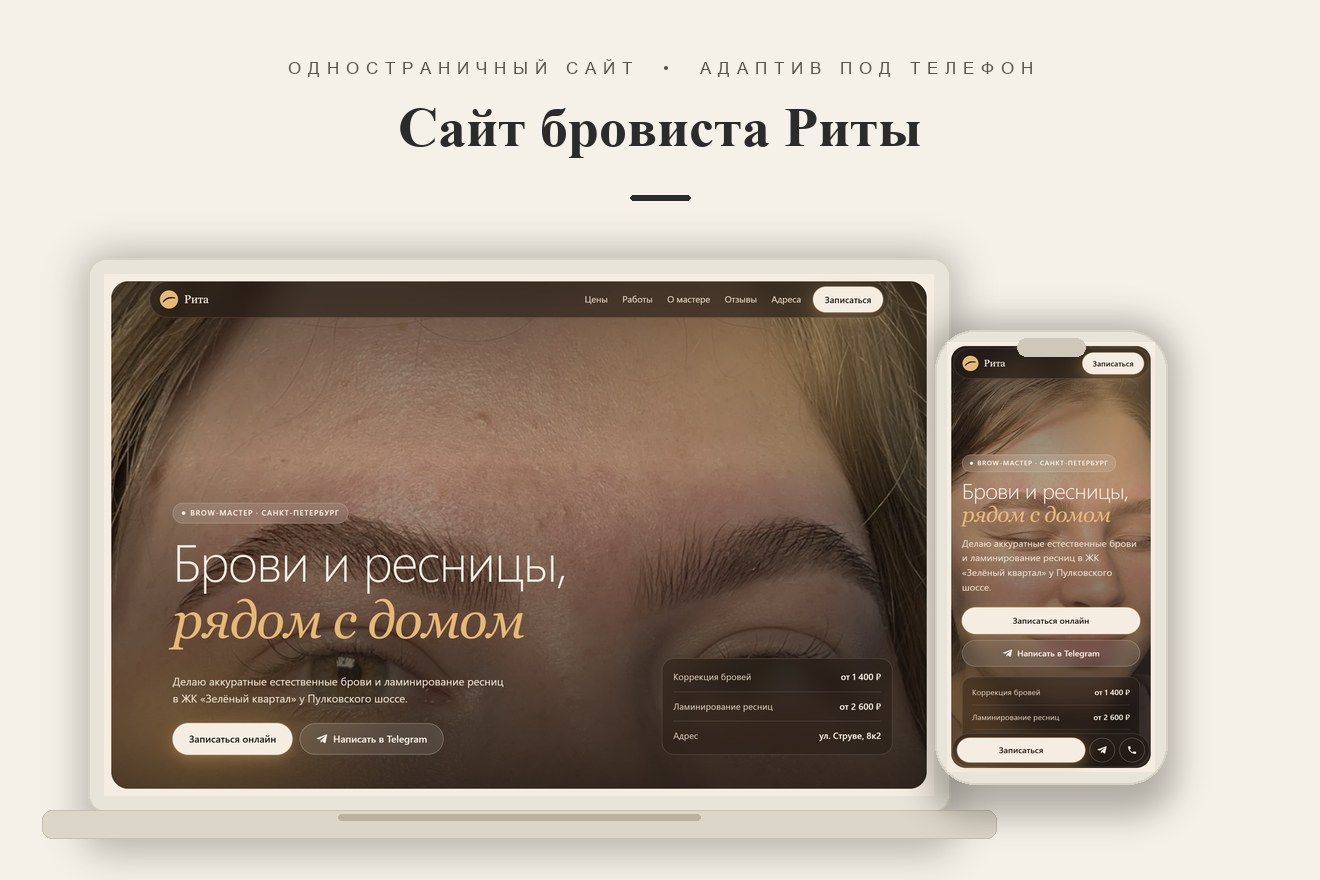 ОДНОСТРАНИЧНЫЙ САЙТ • АДАПТИВ ПОД ТЕЛЕФОН
Сайт бровиста Риты
Рита
Цены Работы О мастере Отзывы Адреса Записаться
• BROW-МАСТЕР · САНКТ-ПЕТЕРБУРГ
Брови и ресницы,
рядом с домом
Делаю аккуратные естественные брови и ламинирование ресниц
в ЖК «Зелёный квартал» у Пулковского шоссе.
Записаться онлайн
Написать в Telegram
Коррекция бровей от 1 400 ₽
Ламинирование ресниц от 2 600 ₽
Адрес ул. Струве, 8к2
Рита
Записаться
• BROW-МАСТЕР · САНКТ-ПЕТЕРБУРГ
Брови и ресницы,
рядом с домом
Делаю аккуратные естественные брови
и ламинирование ресниц в ЖК
«Зелёный квартал» у Пулковского
шоссе.
Записаться онлайн
Написать в Telegram
Коррекция бровей от 1 400 ₽
Ламинирование ресниц от 2 600 ₽
Записаться